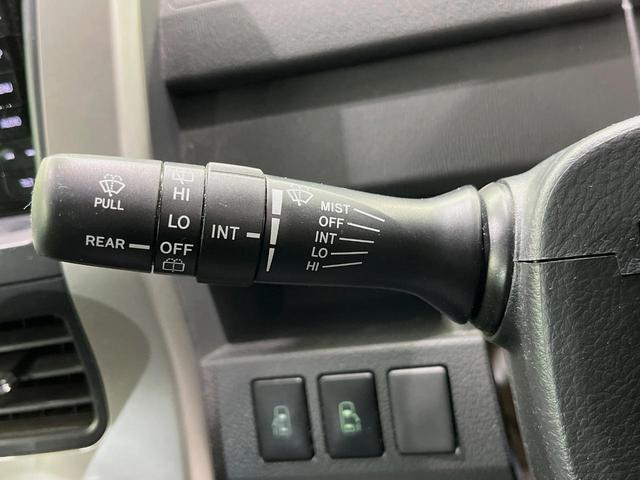 PULL
REAR
HI
LO
OFF
INT
MIST
OFF
INT
LO
HI